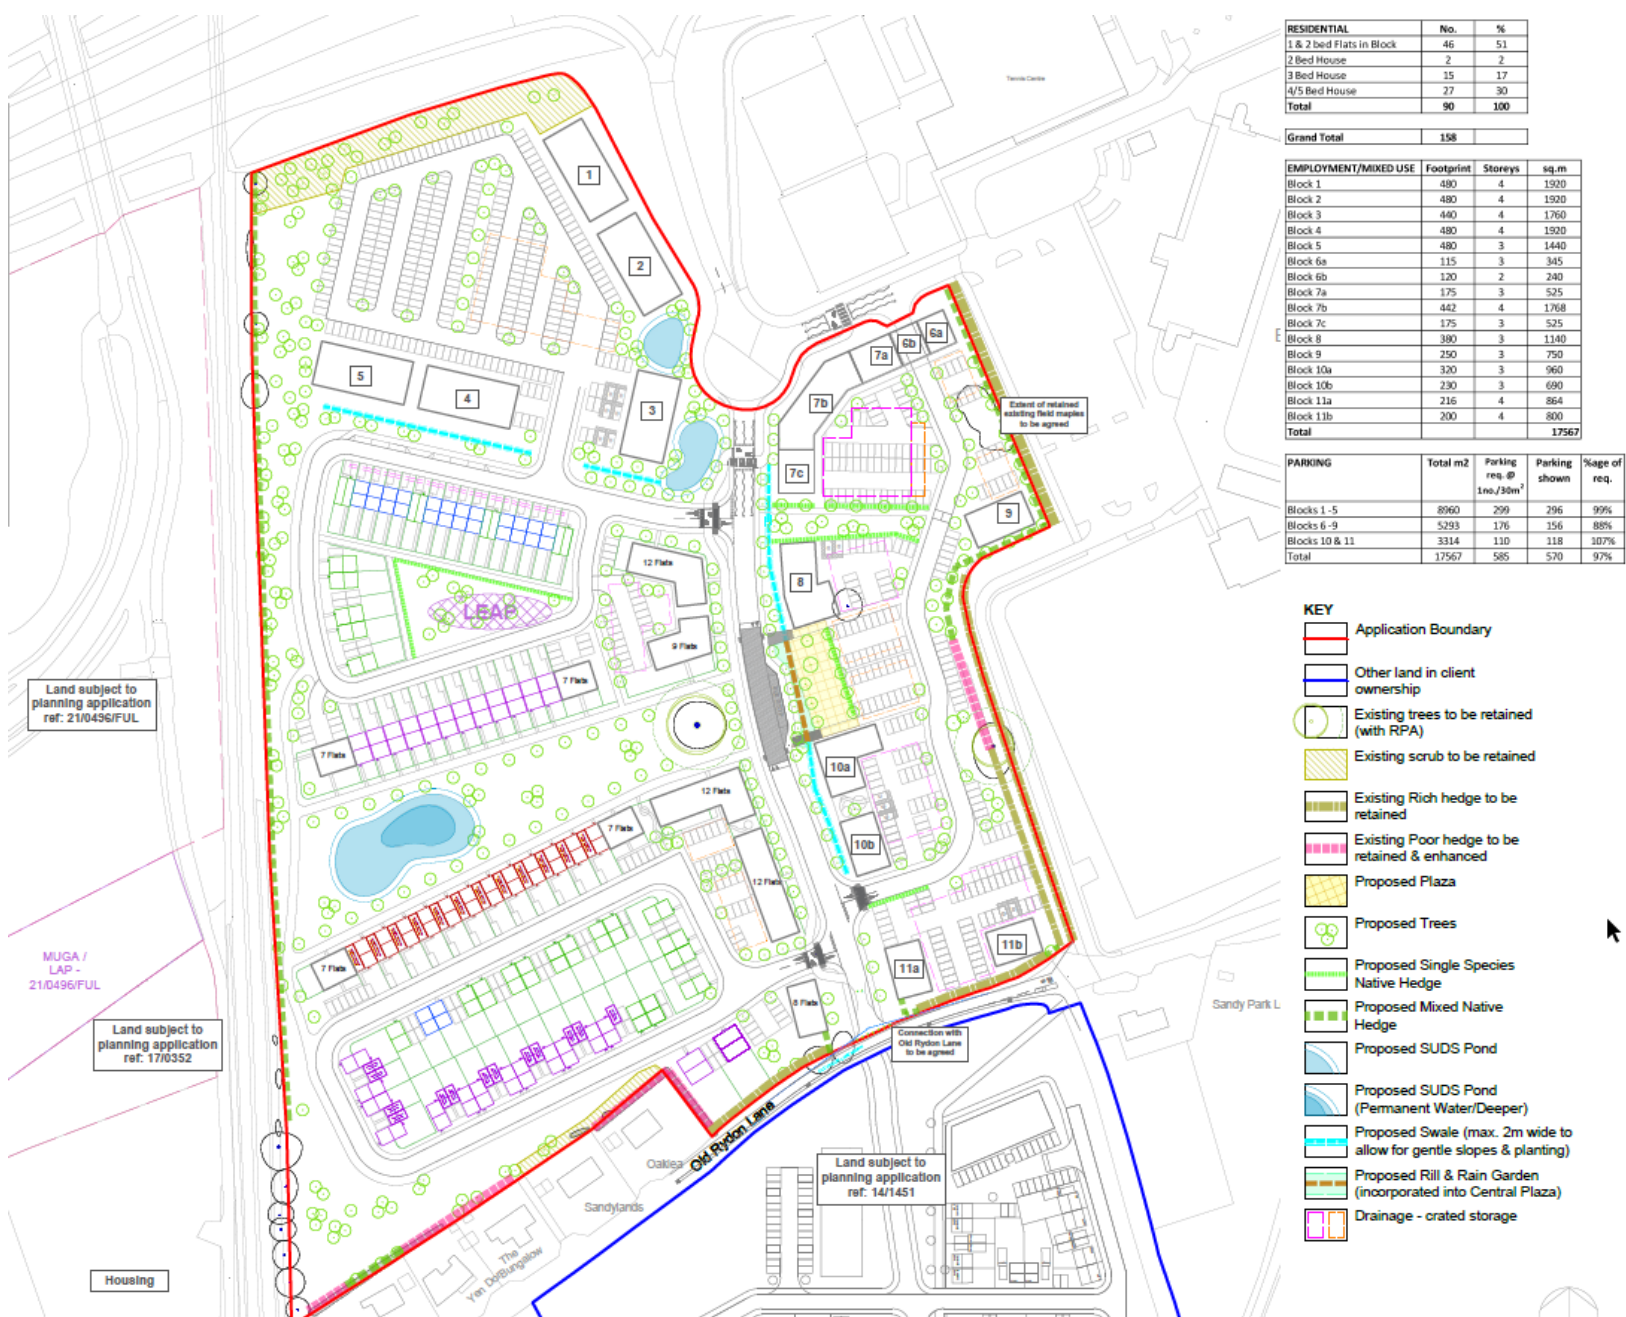 Tennis Centre
1
2
3
4
5
6a
6b
7a
7b
7c
Extent of retained
existing field maples
to be agreed
9
8
12 Flats
9 Flats
7 Flats
7 Flats
LEAP
10a
10b
12 Flats
7 Flats
12 Flats
7 Flats
11a
11b
8 Flats
Connection with
Old Rydon Lane
to be agreed
Land subject to
planning application
ref: 21/0496/FUL
MUGA /
LAP -
21/0496/FUL
Land subject to
planning application
ref: 17/0352
Housing
Old Rydon Lane
Oaklea
Sandylands
The
Bungalow
Yen Dor
Land subject to
planning application
ref: 14/1451
Sandy Park L
E
RESIDENTIAL No. %
1 & 2 bed Flats in Block 46 51
2 Bed House 2 2
3 Bed House 15 17
4/5 Bed House 27 30
Total 90 100
Grand Total 158
EMPLOYMENT/MIXED USE Footprint Storeys sq.m
Block 1 480 4 1920
Block 2 480 4 1920
Block 3 440 4 1760
Block 4 480 4 1920
Block 5 480 3 1440
Block 6a 115 3 345
Block 6b 120 2 240
Block 7a 175 3 525
Block 7b 442 4 1768
Block 7c 175 3 525
Block 8 380 3 1140
Block 9 250 3 750
Block 10a 320 3 960
Block 10b 230 3 690
Block 11a 216 4 864
Block 11b 200 4 800
Total 17567
PARKING Total m2 Parking req. @ 1no./30m² Parking shown %age of req.
Blocks 1 -5 8960 299 296 99%
Blocks 6 -9 5293 176 156 88%
Blocks 10 & 11 3314 110 118 107%
Total 17567 585 570 97%
KEY
Application Boundary
Other land in client
ownership
Existing trees to be retained
(with RPA)
Existing scrub to be retained
Existing Rich hedge to be
retained
Existing Poor hedge to be
retained & enhanced
Proposed Plaza
Proposed Trees
Proposed Single Species
Native Hedge
Proposed Mixed Native
Hedge
Proposed SUDS Pond
Proposed SUDS Pond
(Permanent Water/Deeper)
Proposed Swale (max. 2m wide to
allow for gentle slopes & planting)
Proposed Rill & Rain Garden
(incorporated into Central Plaza)
Drainage - crated storage